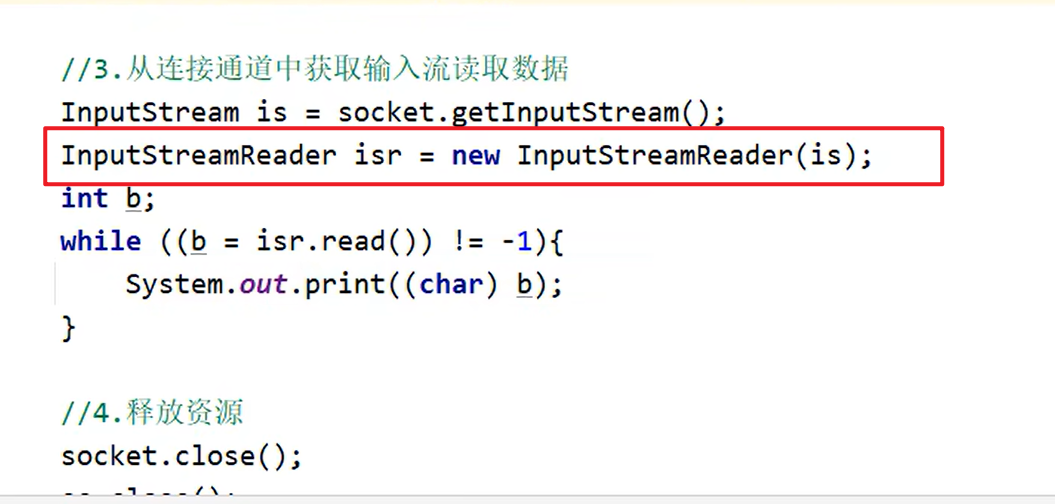 //3.从连接通道中获取输入流读取数据
InputStream is = socket.getInputStream();
InputStreamReader isr = new InputStreamReader(is);
int b;
while ((b = isr.read()) != -1){
System.out.print((char) b);
}
//4.释放资源
socket.close();